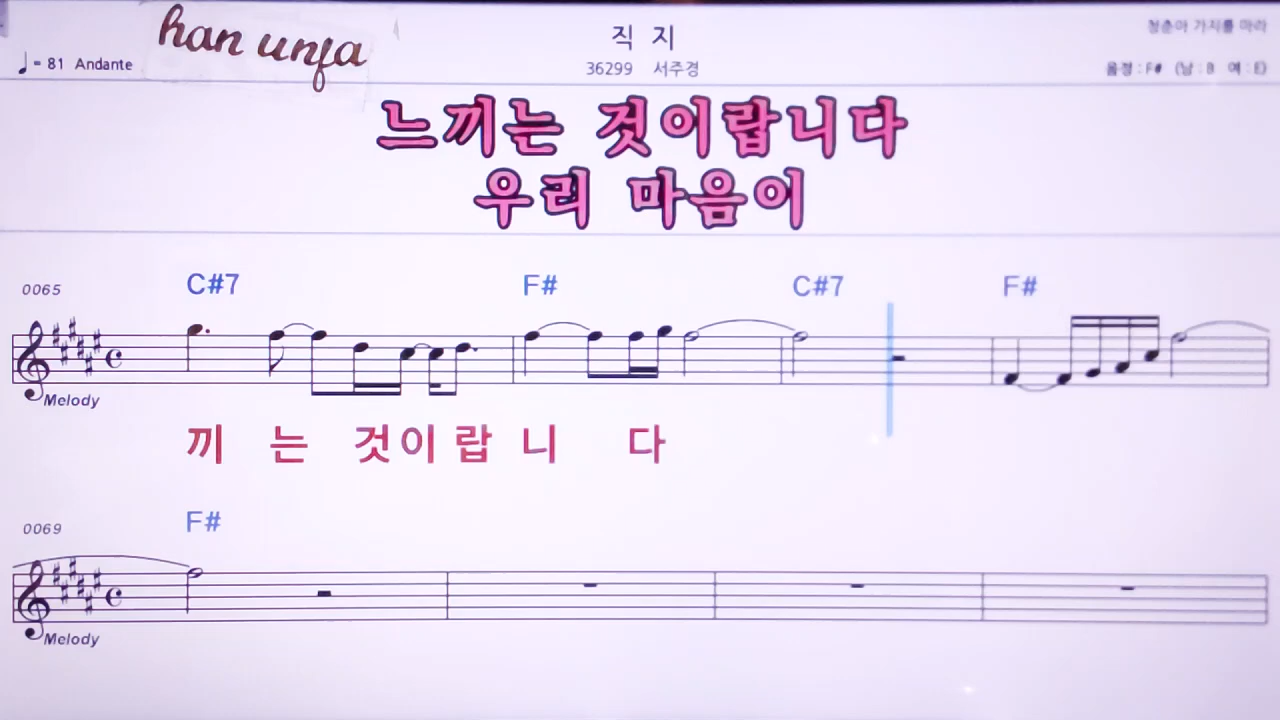 han unfa
직 지
청춘아 가지를 마라
♩= 81 Andante
36299 서주경
음정 : F# (남 : B 여 : E)
느끼는 것이랍니다
우리 마음이
0065 C#7 F# C#7 F#
Melody
끼 는 것이 랍 니 다
0069 F#
Melody